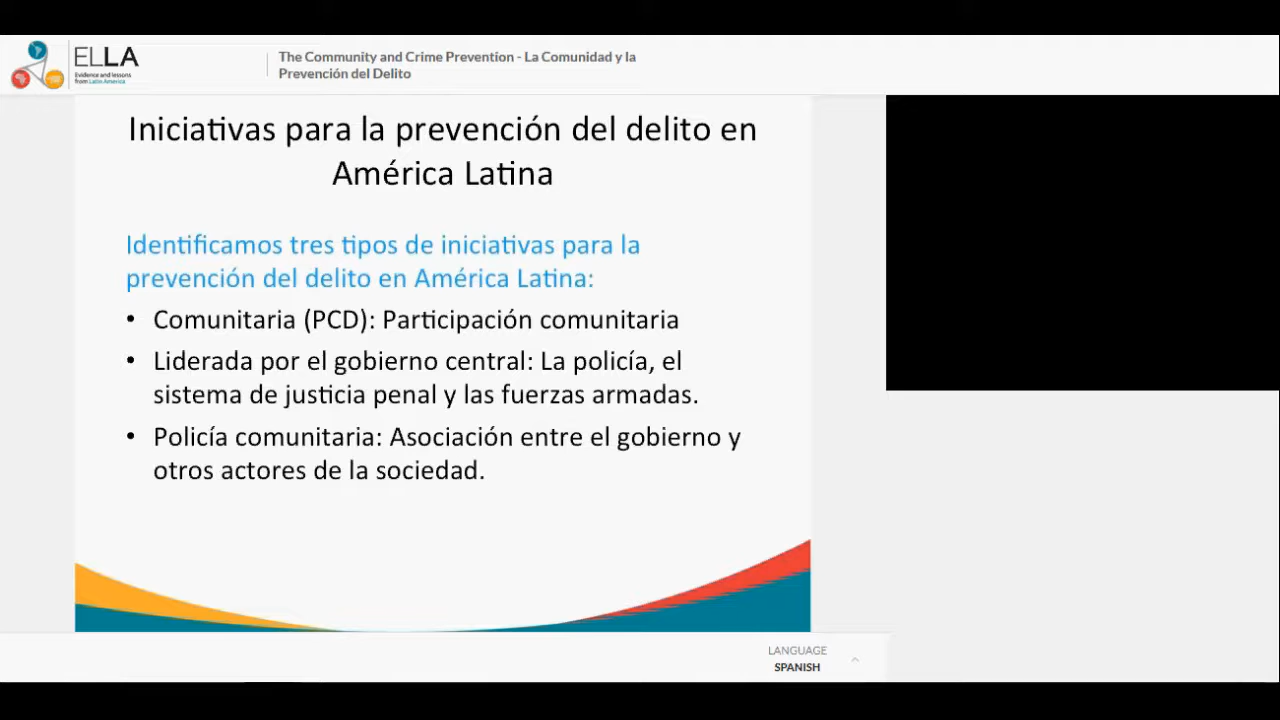 ELLA
Evidence and lessons
from Latin America
The Community and Crime Prevention - La Comunidad y la
Prevención del Delito
Iniciativas para la prevención del delito en
América Latina
Identificamos tres tipos de iniciativas para la
prevención del delito en América Latina:
• Comunitaria (PCD): Participación comunitaria
• Liderada por el gobierno central: La policía, el
sistema de justicia penal y las fuerzas armadas.
• Policía comunitaria: Asociación entre el gobierno y
otros actores de la sociedad.
LANGUAGE
SPANISH